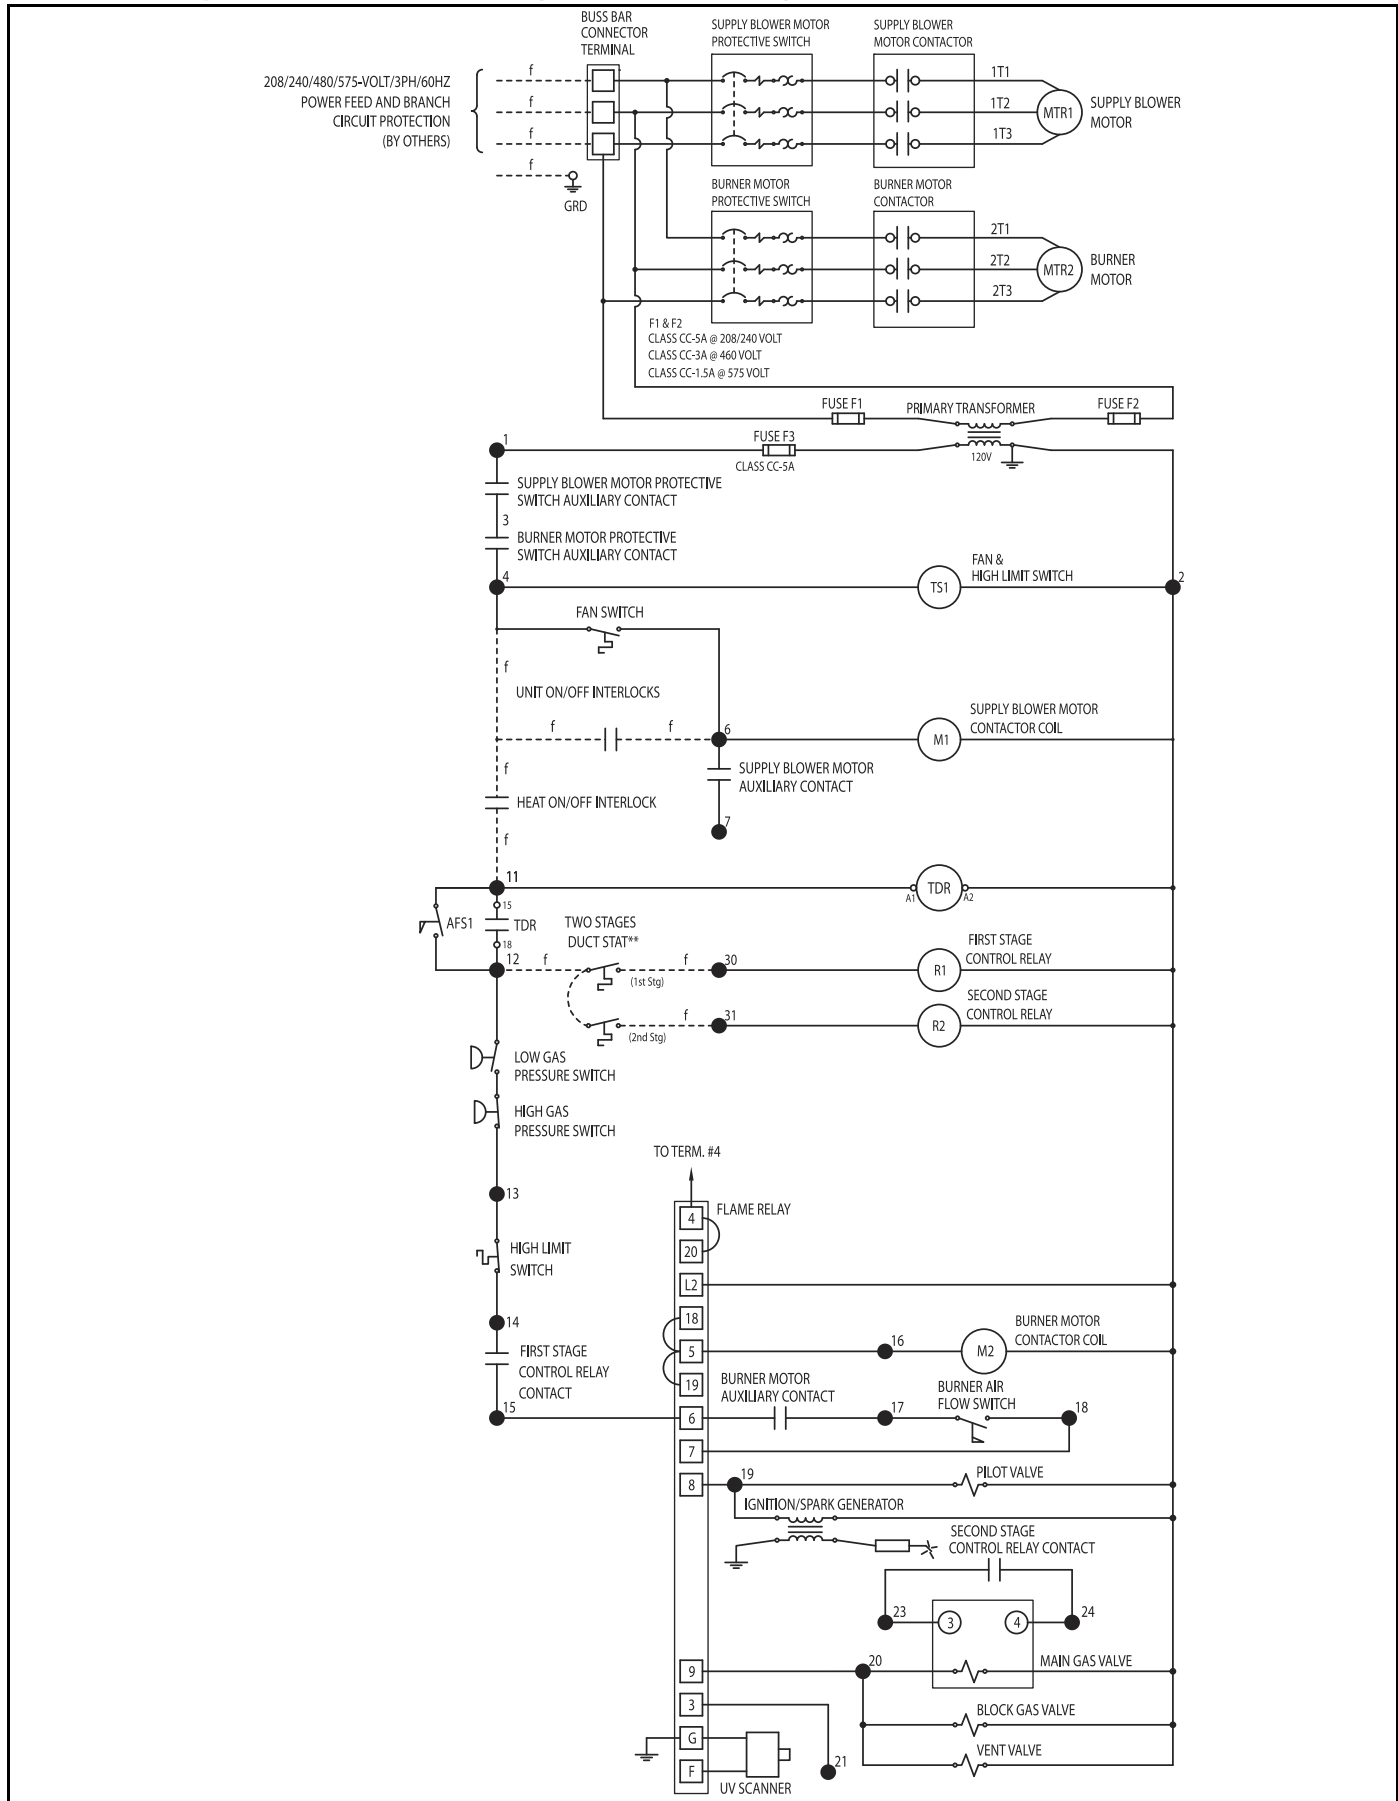 BUSS BAR
CONNECTOR
TERMINAL
SUPPLY BLOWER MOTOR
PROTECTIVE SWITCH
SUPPLY BLOWER
MOTOR CONTACTOR
208/240/480/575-VOLT/3PH/60HZ
POWER FEED AND BRANCH
CIRCUIT PROTECTION
(BY OTHERS)
f
f
f
f
GRD
1T1
1T2
1T3
MTR1
SUPPLY BLOWER
MOTOR
BURNER MOTOR
PROTECTIVE SWITCH
BURNER MOTOR
CONTACTOR
2T1
2T2
2T3
MTR2
BURNER
MOTOR
F1 & F2
CLASS CC-5A @ 208/240 VOLT
CLASS CC-3A @ 460 VOLT
CLASS CC-1.5A @ 575 VOLT
FUSE F1
PRIMARY TRANSFORMER
FUSE F2
1
FUSE F3
CLASS CC-5A
120V
SUPPLY BLOWER MOTOR PROTECTIVE
SWITCH AUXILIARY CONTACT
3
BURNER MOTOR PROTECTIVE
SWITCH AUXILIARY CONTACT
4
TS1
FAN &
HIGH LIMIT SWITCH
2
FAN SWITCH
f
UNIT ON/OFF INTERLOCKS
f
f
6
M1
SUPPLY BLOWER MOTOR
CONTACTOR COIL
f
SUPPLY BLOWER MOTOR
AUXILIARY CONTACT
HEAT ON/OFF INTERLOCK
7
f
11
A1
TDR
A2
15
AFS1
TDR
18
TWO STAGES
DUCT STAT**
12
f
(1st Stg)
f
30
R1
FIRST STAGE
CONTROL RELAY
(2nd Stg)
f
31
R2
SECOND STAGE
CONTROL RELAY
LOW GAS
PRESSURE SWITCH
HIGH GAS
PRESSURE SWITCH
TO TERM. #4
13
4
FLAME RELAY
20
HIGH LIMIT
SWITCH
L2
14
18
FIRST STAGE
CONTROL RELAY
CONTACT
5
16
M2
BURNER MOTOR
CONTACTOR COIL
19
BURNER MOTOR
AUXILIARY CONTACT
BURNER AIR
FLOW SWITCH
15
6
17
18
7
8
19
PILOT VALVE
IGNITION/SPARK GENERATOR
SECOND STAGE
CONTROL RELAY CONTACT
23
3
4
24
9
20
MAIN GAS VALVE
3
BLOCK GAS VALVE
G
VENT VALVE
F
21
UV SCANNER